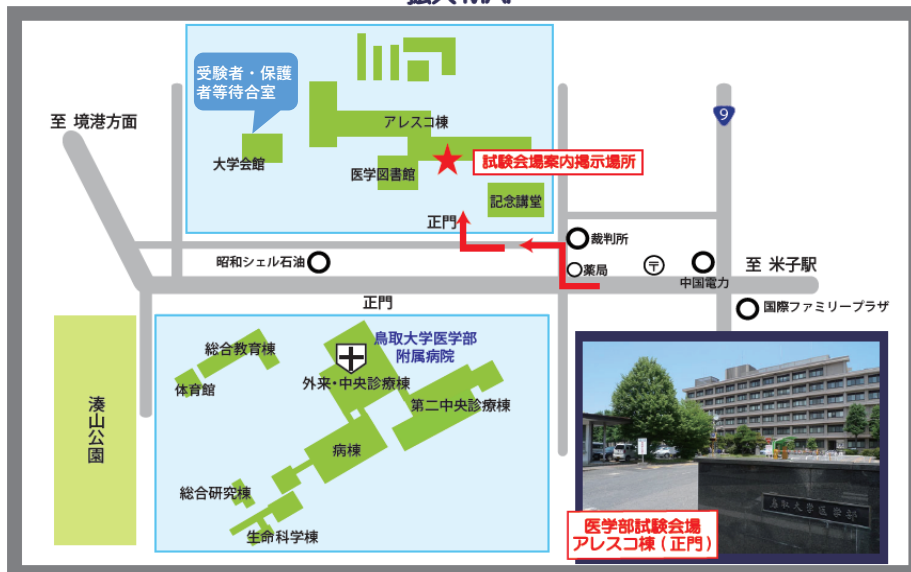 受験者・保護
者等待合室
至 境港方面
アレスコ棟
9
大学会館
医学図書館
試験会場案内掲示場所
記念講堂
正門
裁判所
昭和シェル石油
薬局
〒
中国電力
至 米子駅
正門
国際ファミリープラザ
鳥取大学医学部
附属病院
総合教育棟
体育館
外来・中央診療棟
第二中央診療棟
湊山公園
病棟
総合研究棟
生命科学棟
鳥取大学医学部
医学部試験会場
アレスコ棟(正門)